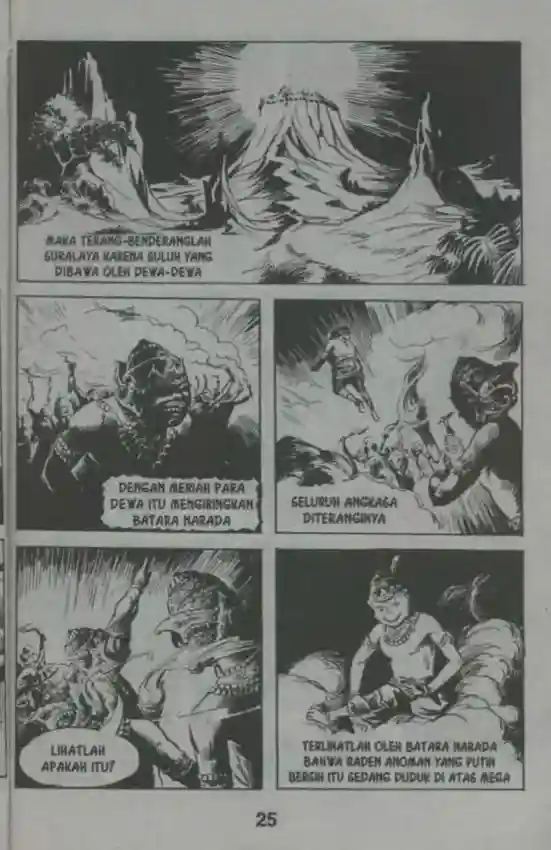 MAKA TERANG-BENDERANGLAH
SURALAYA KARENA SULUH YANG
DIBAWA OLEH DEWA-DEWA
DENGAN MERIAH PARA
DEWA ITU MENGIRINGKAN
BATARA NARADA
SELURUH ANGKASA
DITERANGINYA
LIHATLAH
APAKAH ITU?
TERLIHATLAH OLEH BATARA NARADA
BAHWA RADEN ANOMAN YANG PUTIH
BERSIH ITU SEDANG DUDUK DI ATAS MEGA
25